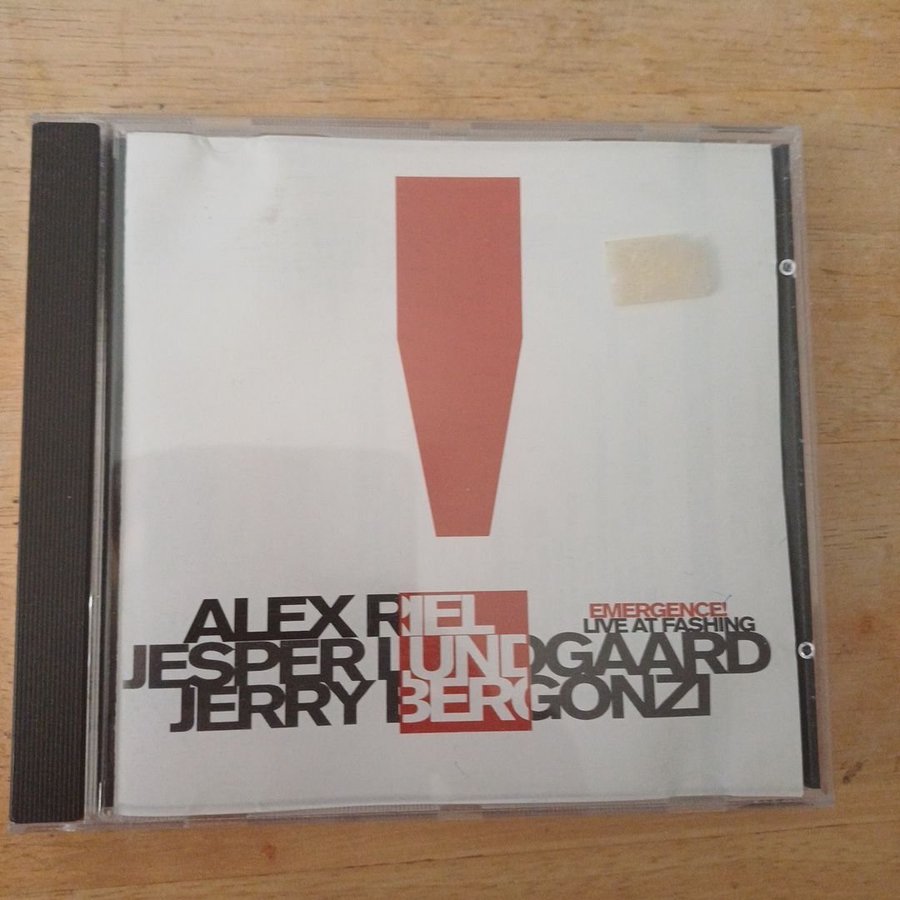 ALEX RIEL
EMERGENCE!
LIVE AT FASHING
JESPER LUNDGAARD
JERRY BERGONZI